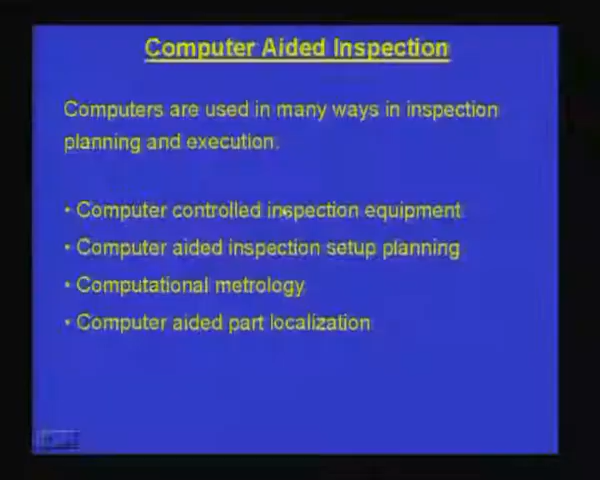 Computer Aided Inspection
Computers are used in many ways in inspection
planning and execution.
• Computer controlled inspection equipment
• Computer aided inspection setup planning
• Computational metrology
• Computer aided part localization